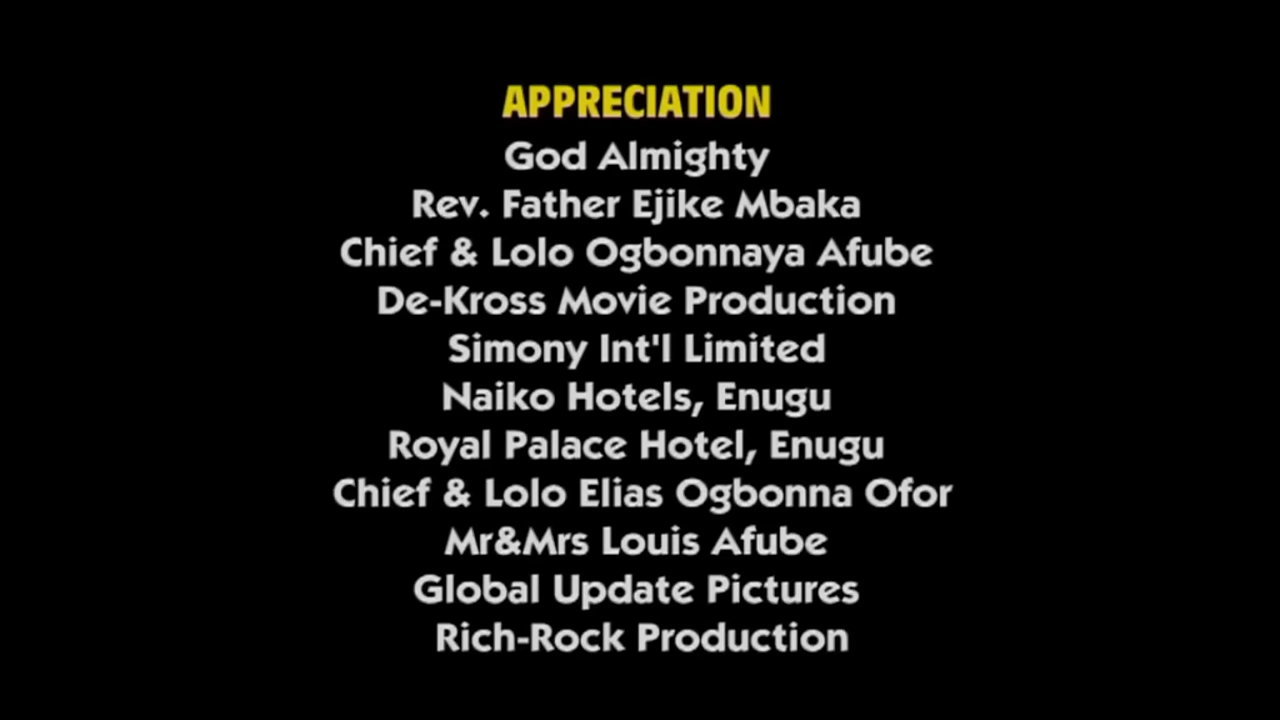 APPRECIATION
God Almighty
Rev. Father Ejike Mbaka
Chief & Lolo Ogbonnaya Afube
De-Kross Movie Production
Simony Int'l Limited
Naiko Hotels, Enugu
Royal Palace Hotel, Enugu
Chief & Lolo Elias Ogbonna Ofor
Mr&Mrs Louis Afube
Global Update Pictures
Rich-Rock Production